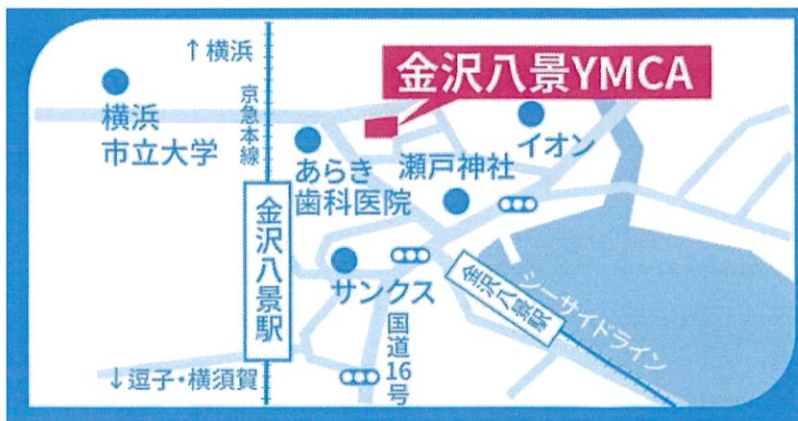 ↑横浜
金沢八景YMCA
京急本線
横浜
市立大学
あらき
歯科医院
瀬戸神社
イオン
金沢八景駅
サンクス
国道16号
金沢八景駅
シーサイドライン
↓逗子・横須賀